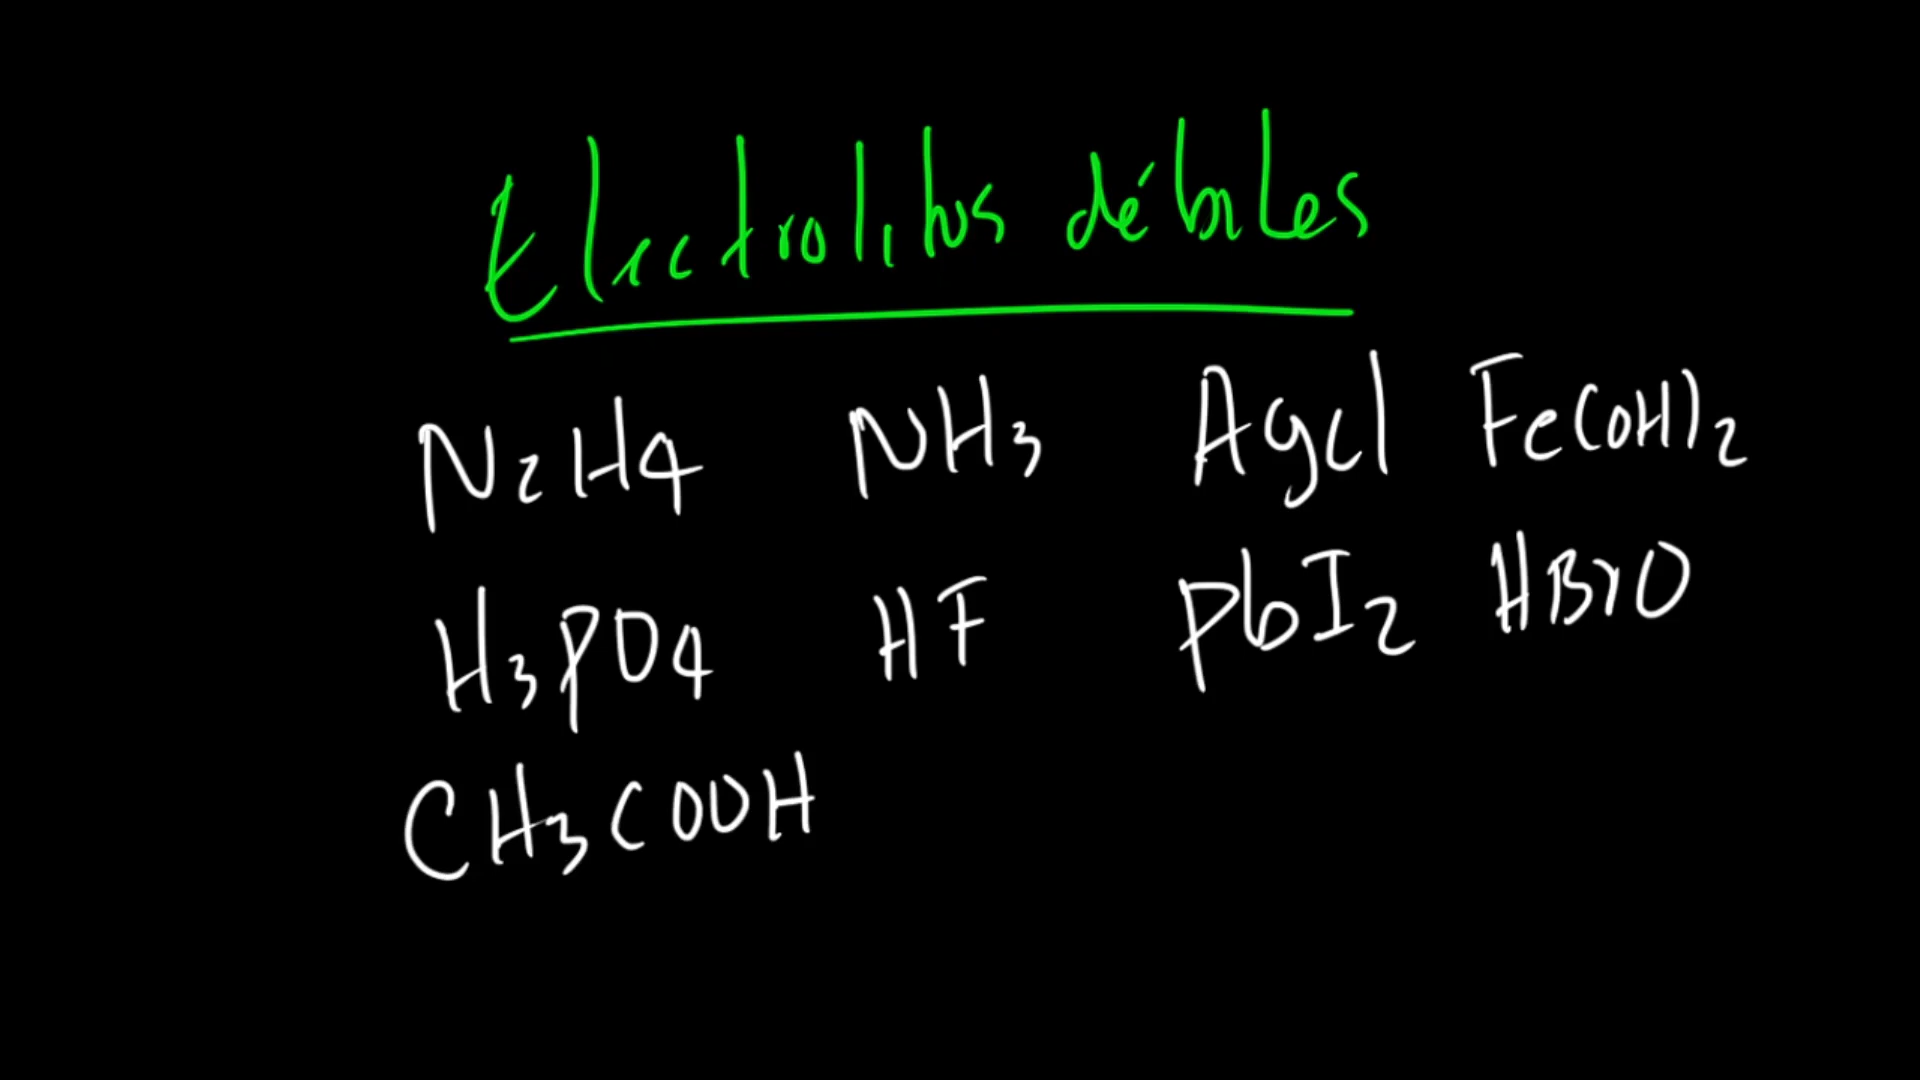 Electrolitos débiles
N2H4 NH3 Agcl Fe(OH)2
H3PO4 HF PbI2 HBrO
CH3COOH